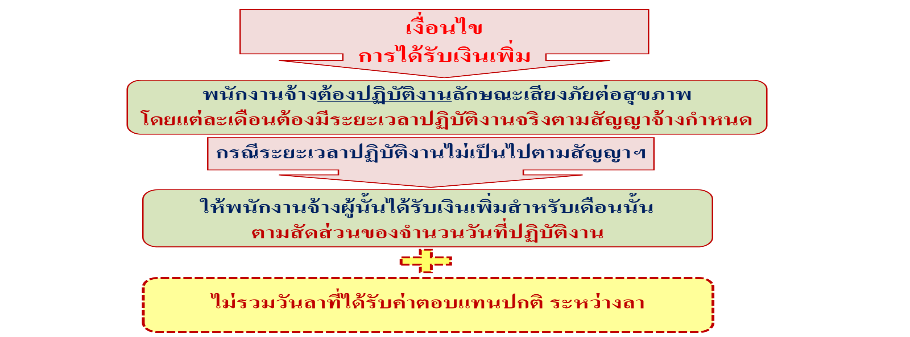 เงื่อนไข
การได้รับเงินเพิ่ม
พนักงานจ้างต้องปฏิบัติงานลักษณะเสี่ยงภัยต่อสุขภาพ
โดยแต่ละเดือนต้องมีระยะเวลาปฏิบัติงานจริงตามสัญญาจ้างกำหนด
กรณีระยะเวลาปฏิบัติงานไม่เป็นไปตามสัญญาฯ
ให้พนักงานจ้างผู้นั้นได้รับเงินเพิ่มสำหรับเดือนนั้น
ตามสัดส่วนของจำนวนวันที่ปฏิบัติงาน
ไม่รวมวันลาที่ได้รับค่าตอบแทนปกติ ระหว่างลา